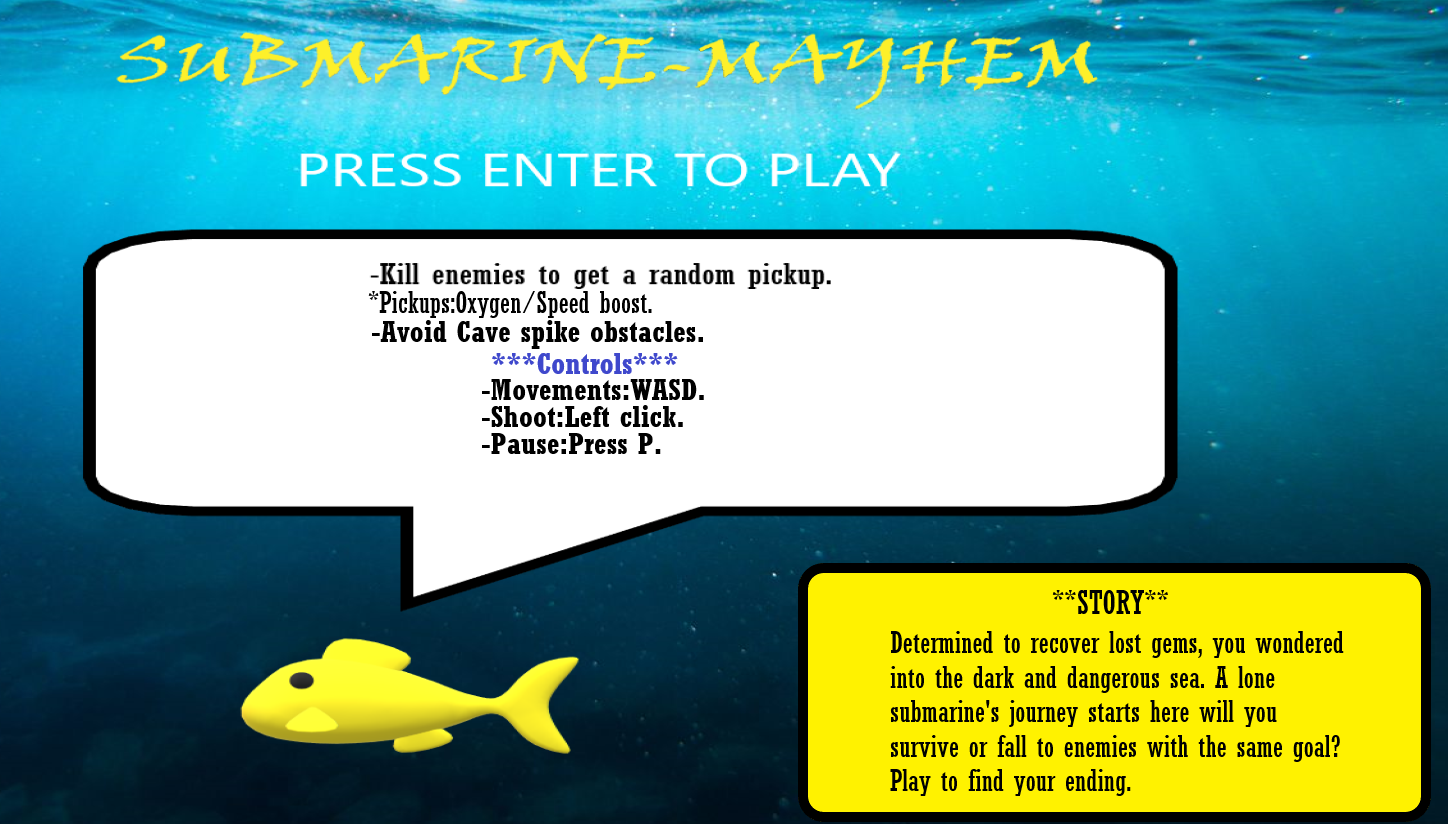 SUBMARINE-MAYHEM
PRESS ENTER TO PLAY
-Kill enemies to get a random pickup.
*Pickups:Oxygen/Speed boost.
-Avoid Cave spike obstacles.
***Controls***
-Movements:WASD.
-Shoot:Left click.
-Pause:Press P.
**STORY**
Determined to recover lost gems, you wondered
into the dark and dangerous sea. A lone
submarine's journey starts here will you
survive or fall to enemies with the same goal?
Play to find your ending.